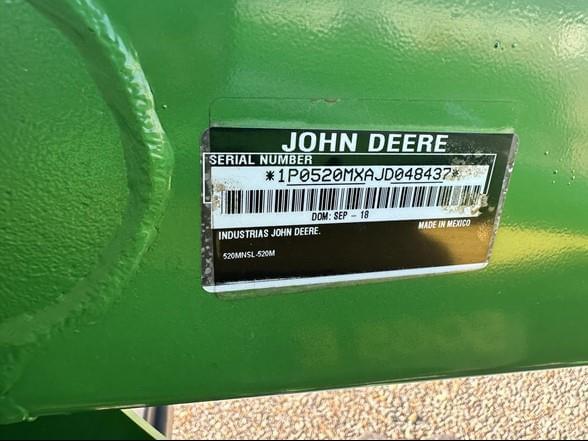 JOHN DEERE
SERIAL NUMBER
*1P0520MXAJD048437*
DOM: SEP - 18
INDUSTRIAS JOHN DEERE.
MADE IN MEXICO
520MNSL-520M